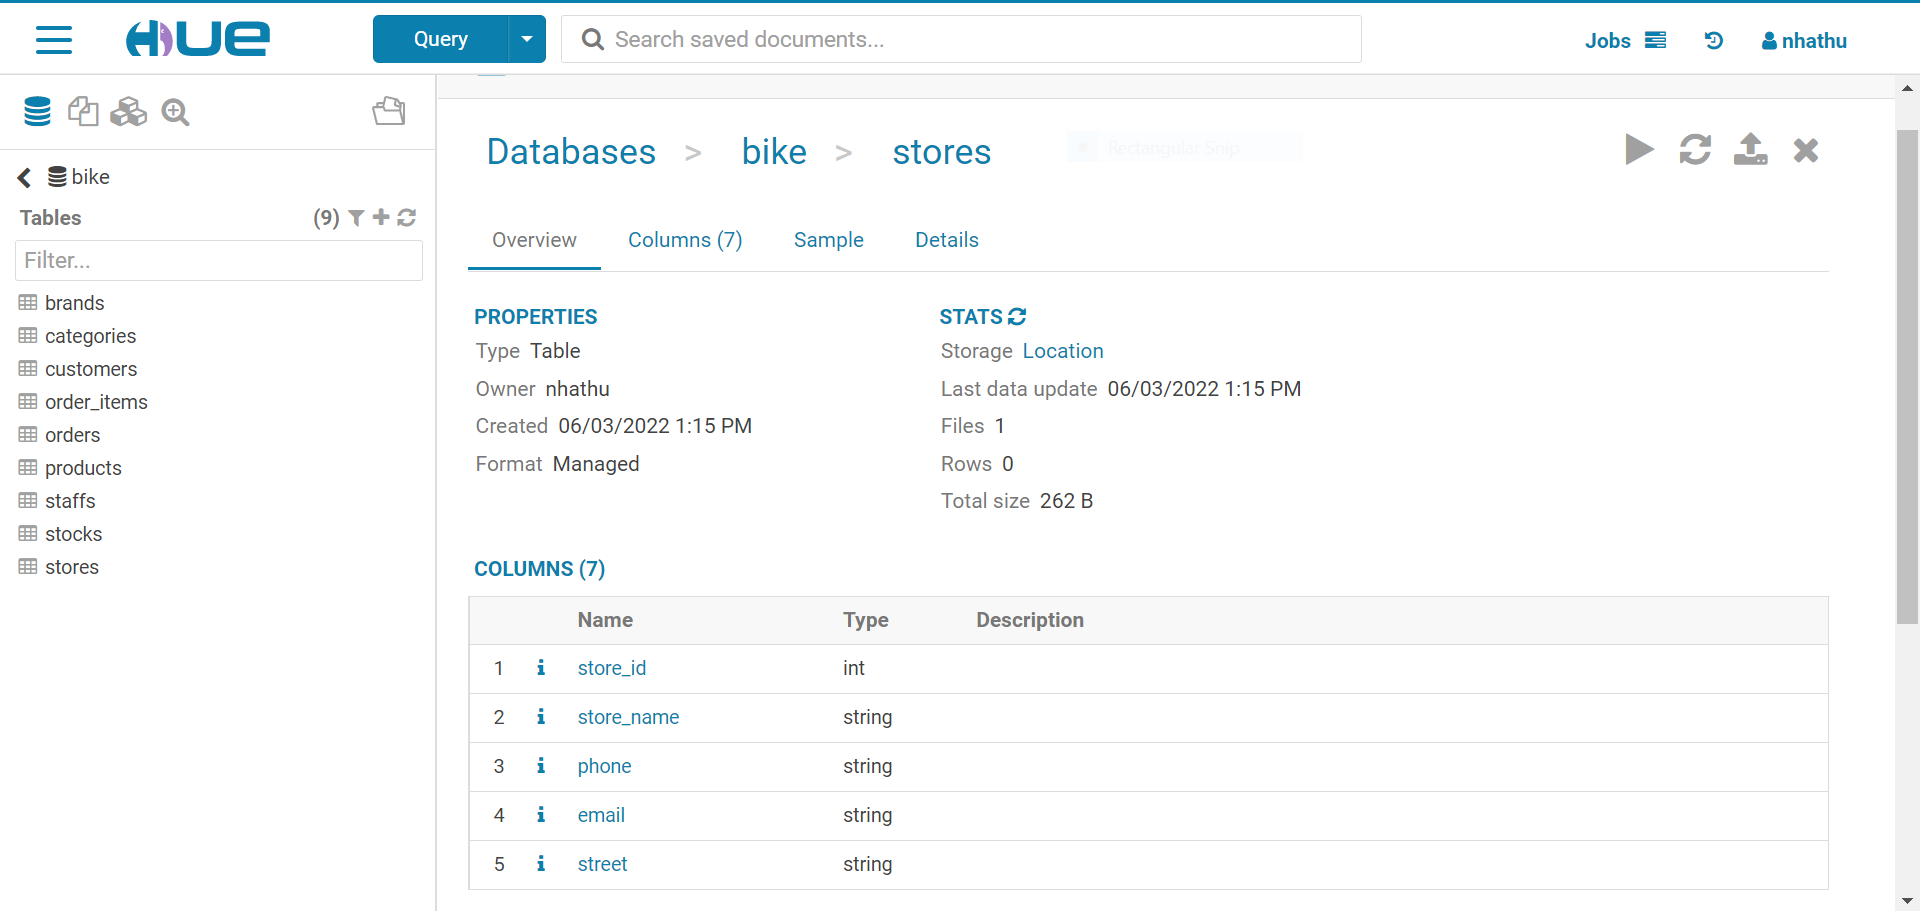 HUE
Query
Search saved documents...
Jobs
nhathu
bike
Tables (9)
Filter...
brands
categories
customers
order_items
orders
products
staffs
stocks
stores
Databases > bike > stores
Rectangular Snip
Overview Columns (7) Sample Details
PROPERTIES
Type Table
Owner nhathu
Created 06/03/2022 1:15 PM
Format Managed
STATS
Storage Location
Last data update 06/03/2022 1:15 PM
Files 1
Rows 0
Total size 262 B
COLUMNS (7)
Name Type Description
1 i store_id int
2 i store_name string
3 i phone string
4 i email string
5 i street string